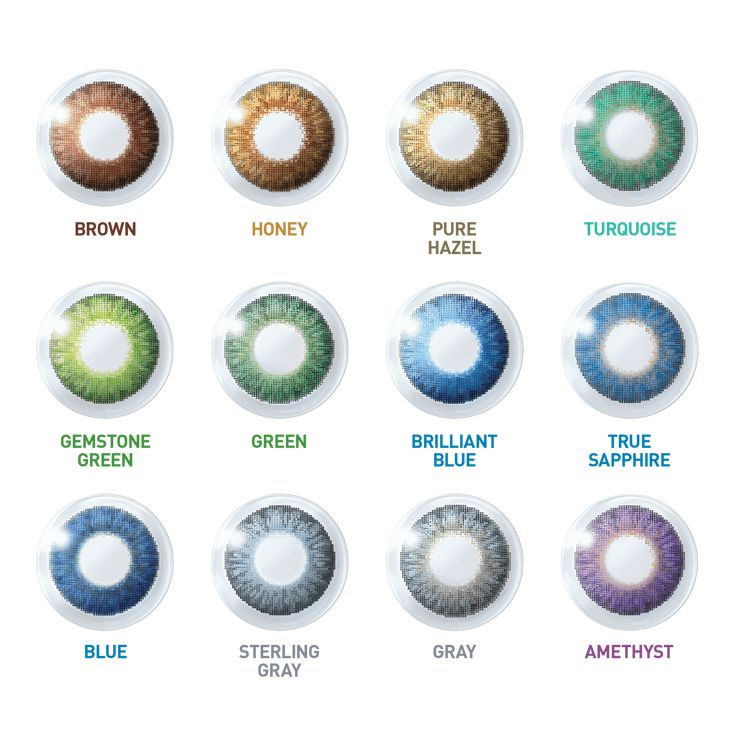 BROWN
HONEY
PURE
HAZEL
TURQUOISE
GEMSTONE
GREEN
GREEN
BRILLIANT
BLUE
TRUE
SAPPHIRE
BLUE
STERLING
GRAY
GRAY
AMETHYST